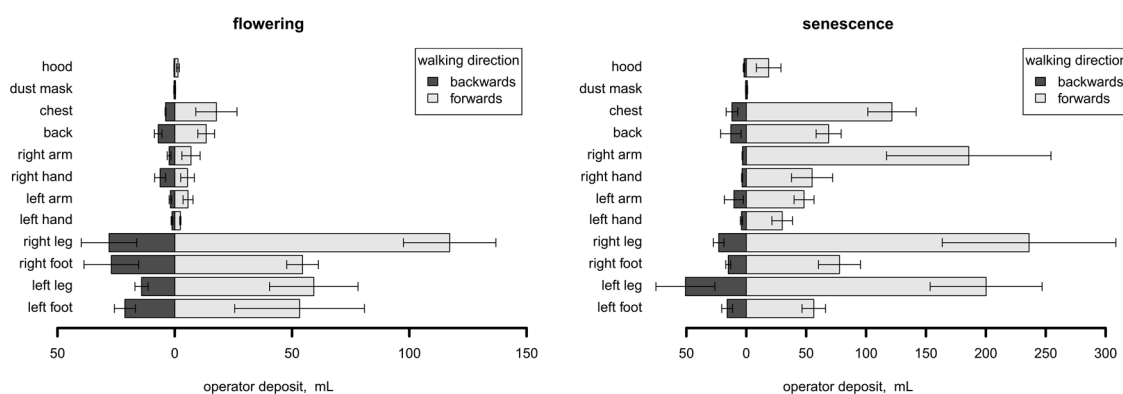 flowering
walking direction
backwards
forwards
hood
dust mask
chest
back
right arm
right hand
left arm
left hand
right leg
right foot
left leg
left foot
50 0 50 100 150
operator deposit, mL
senescence
walking direction
backwards
forwards
hood
dust mask
chest
back
right arm
right hand
left arm
left hand
right leg
right foot
left leg
left foot
50 0 50 100 150 200 250 300
operator deposit, mL